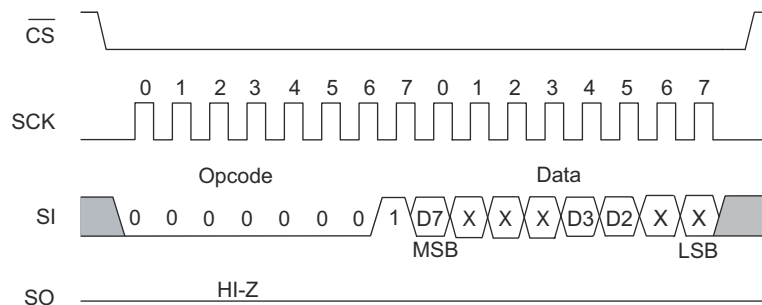 CS
0 1 2 3 4 5 6 7 0 1 2 3 4 5 6 7
SCK
Opcode Data
SI 0 0 0 0 0 0 0 1 D7 X X X D3 D2 X X
MSB LSB
HI-Z
SO